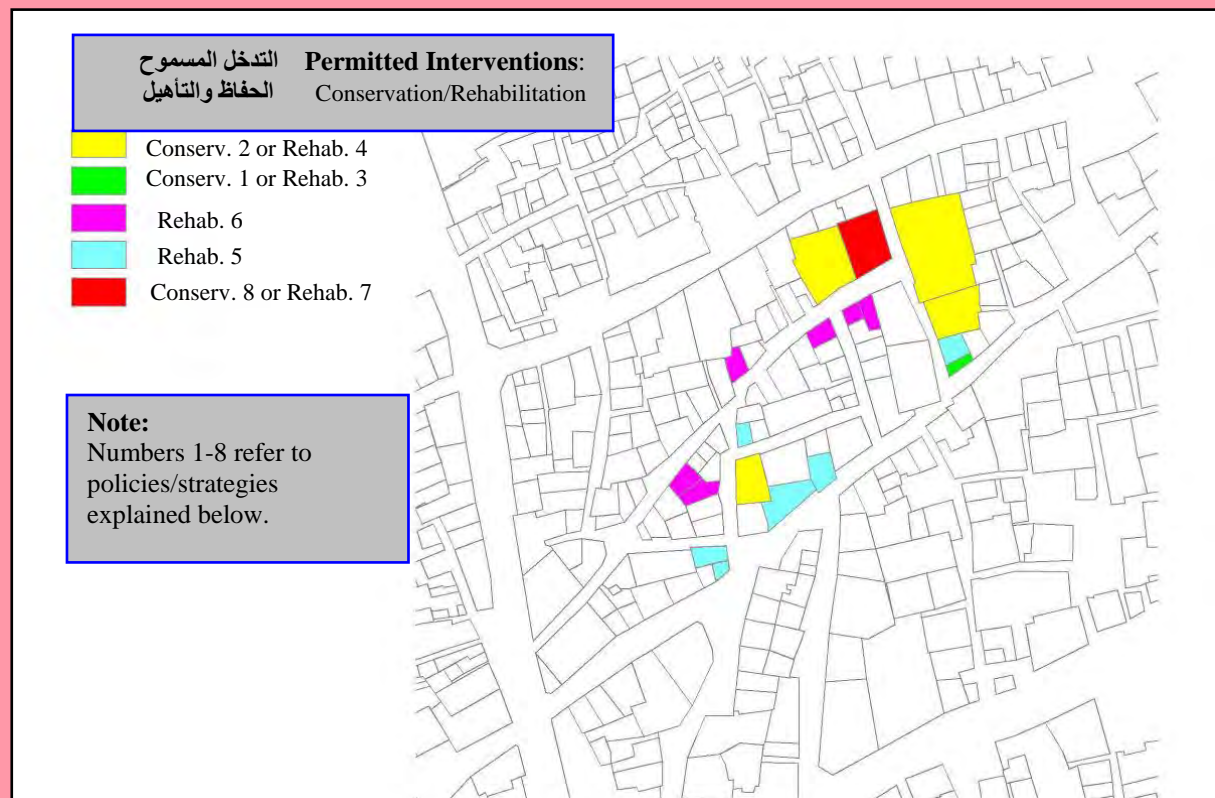 التدخل المسموح Permitted Interventions:
الحفاظ والتأهيل Conservation/Rehabilitation
Conserv. 2 or Rehab. 4
Conserv. 1 or Rehab. 3
Rehab. 6
Rehab. 5
Conserv. 8 or Rehab. 7
Note:
Numbers 1-8 refer to
policies/strategies
explained below.